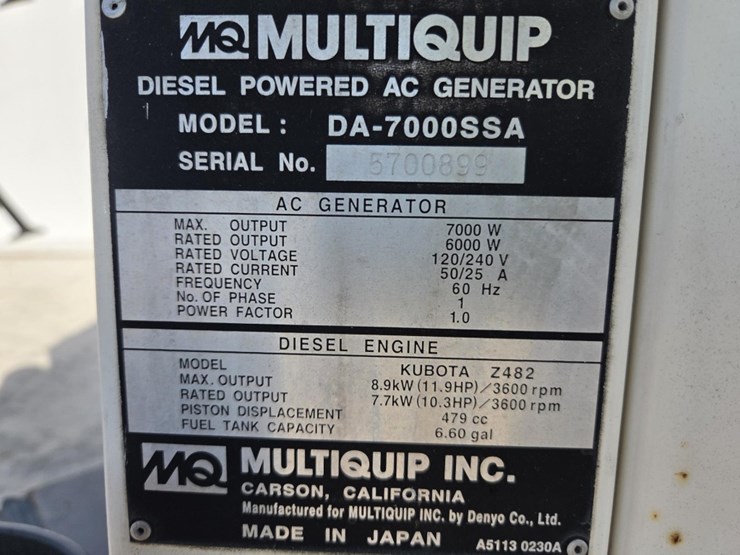 MQ MULTIQUIP
DIESEL POWERED AC GENERATOR
MODEL : DA-7000SSA
SERIAL No. 5700899
AC GENERATOR
MAX. OUTPUT 7000 W
RATED OUTPUT 6000 W
RATED VOLTAGE 120/240 V
RATED CURRENT 50/25 A
FREQUENCY 60 Hz
No. OF PHASE 1
POWER FACTOR 1.0
DIESEL ENGINE
MODEL KUBOTA Z482
MAX. OUTPUT 8.9kW (11.9HP)/3600 rpm
RATED OUTPUT 7.7kW (10.3HP)/3600 rpm
PISTON DISPLACEMENT 479 cc
FUEL TANK CAPACITY 6.60 gal
MQ MULTIQUIP INC.
CARSON, CALIFORNIA
Manufactured for MULTIQUIP INC. by Denyo Co., Ltd.
MADE IN JAPAN A5113 0230A